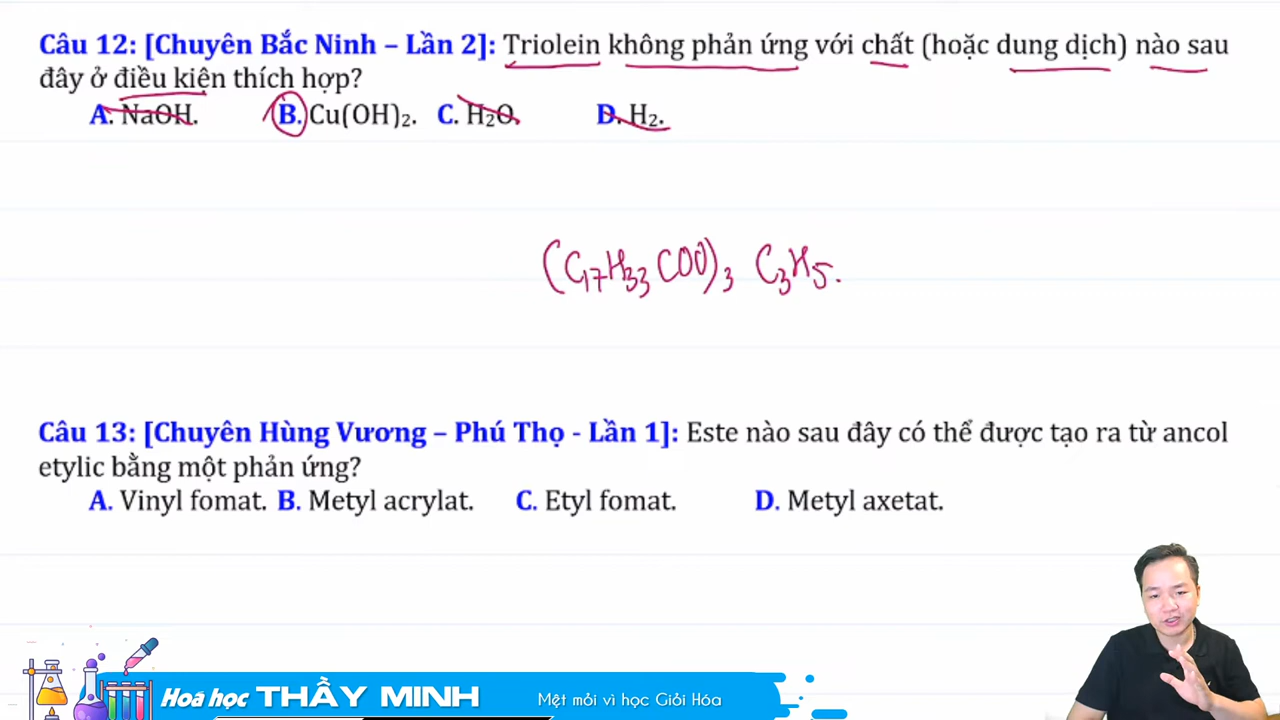 Câu 12: [Chuyên Bắc Ninh – Lần 2]: Triolein không phản ứng với chất (hoặc dung dịch) nào sau
đây ở điều kiện thích hợp?
A. NaOH. B. Cu(OH)₂. C. H₂O. D. H₂.
(C₁₇H₃₃COO)₃ C₃H₅.
Câu 13: [Chuyên Hùng Vương – Phú Thọ - Lần 1]: Este nào sau đây có thể được tạo ra từ ancol
etylic bằng một phản ứng?
A. Vinyl fomat. B. Metyl acrylat. C. Etyl fomat. D. Metyl axetat.
Hoá học THẦY MINH Mệt mỏi vì học Giỏi Hóa